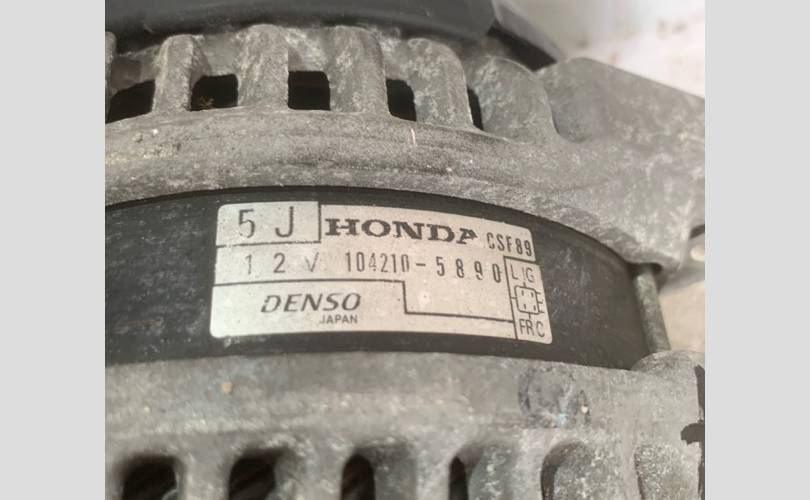 5J HONDA CSF89
12V 104210-5890
L IG
DENSO
JAPAN
FR C